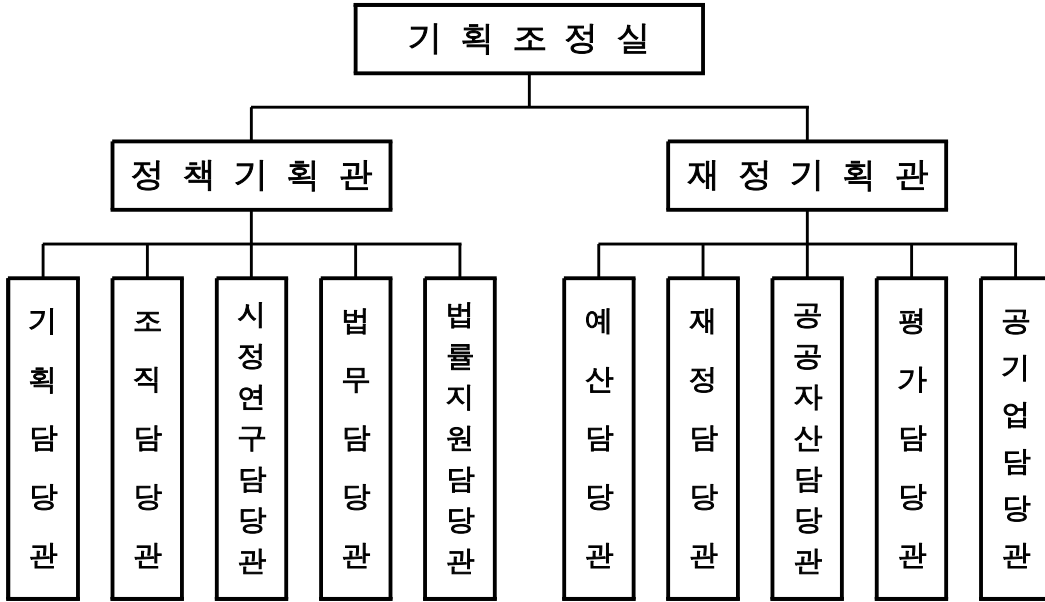 기획조정실
정책기획관
재정기획관
기획담당관
조직담당관
시정연구담당관
법무담당관
법률지원담당관
예산담당관
재정담당관
공공자산담당관
평가담당관
공기업담당관